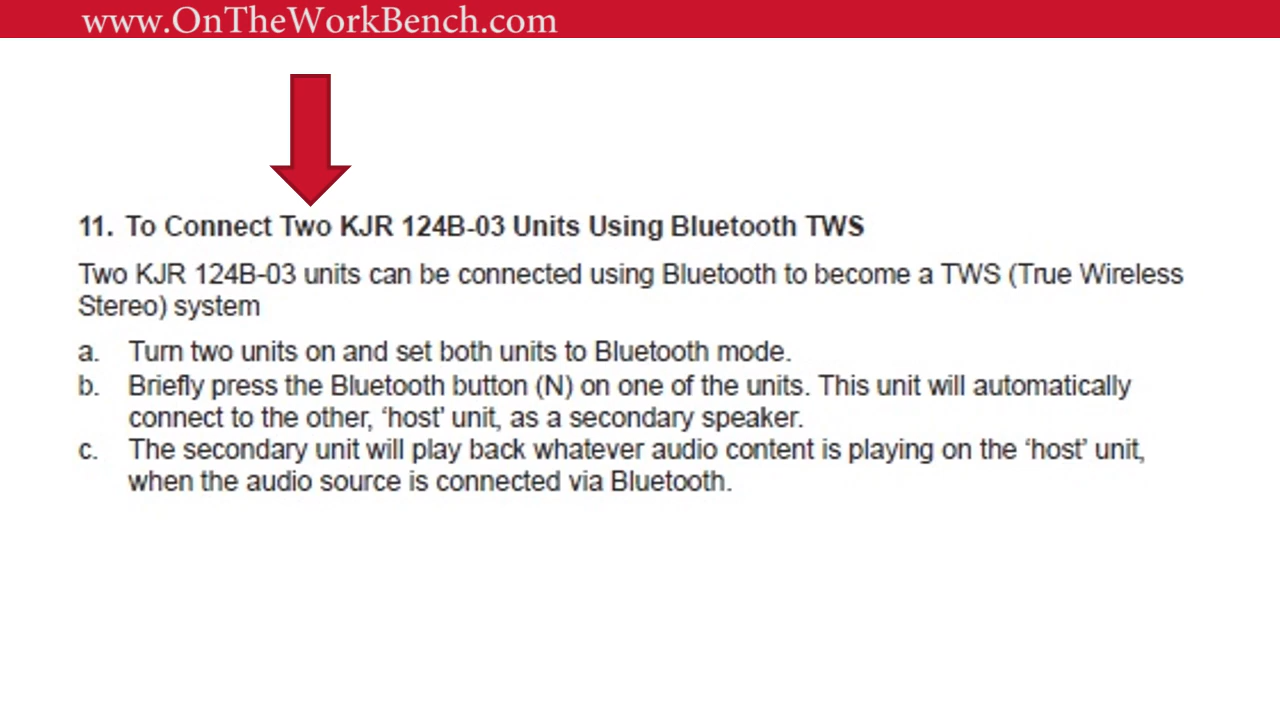 www.OnTheWorkBench.com
11. To Connect Two KJR 124B-03 Units Using Bluetooth TWS
Two KJR 124B-03 units can be connected using Bluetooth to become a TWS (True Wireless
Stereo) system
a. Turn two units on and set both units to Bluetooth mode.
b. Briefly press the Bluetooth button (N) on one of the units. This unit will automatically
connect to the other, ‘host’ unit, as a secondary speaker.
c. The secondary unit will play back whatever audio content is playing on the ‘host’ unit,
when the audio source is connected via Bluetooth.